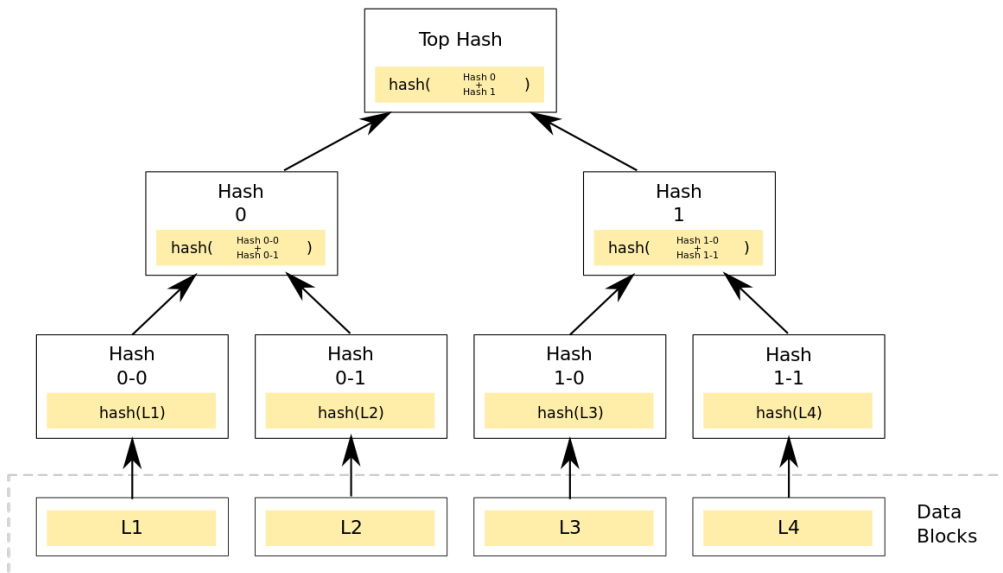 Top Hash
hash( Hash 0 + Hash 1 )
Hash
0
hash( Hash 0-0 + Hash 0-1 )
Hash
1
hash( Hash 1-0 + Hash 1-1 )
Hash
0-0
hash(L1)
Hash
0-1
hash(L2)
Hash
1-0
hash(L3)
Hash
1-1
hash(L4)
L1
L2
L3
L4
Data
Blocks